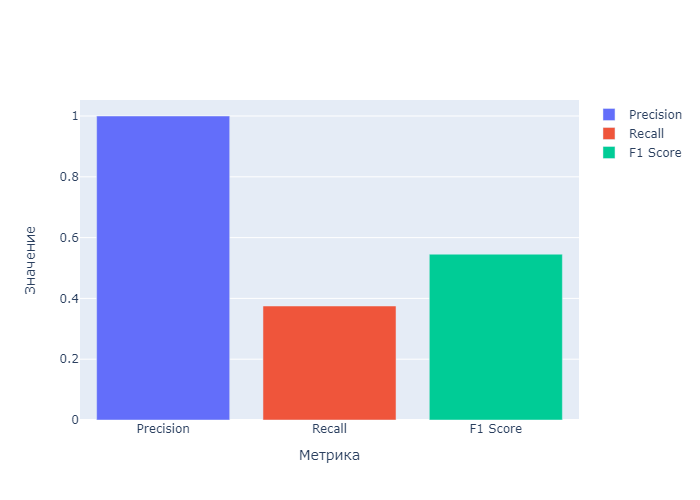 1
0.8
0.6
0.4
0.2
0
Значение
Precision
Recall
F1 Score
Метрика
Precision
Recall
F1 Score